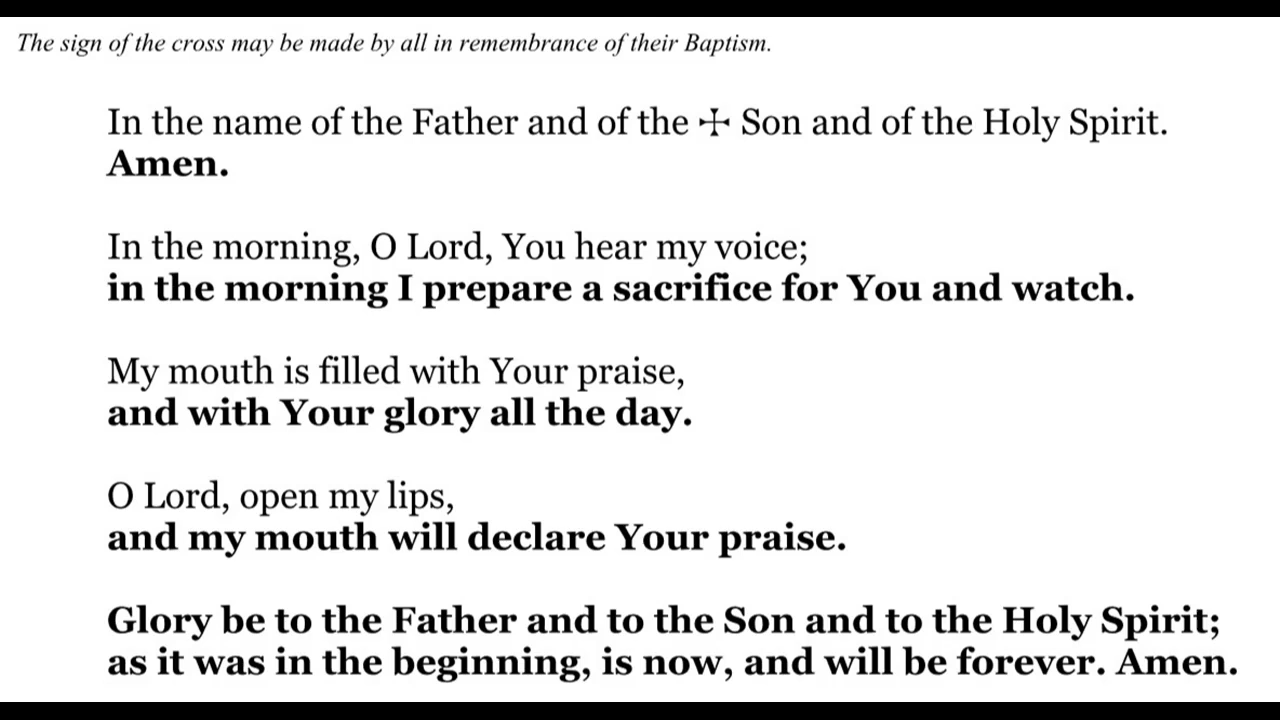 The sign of the cross may be made by all in remembrance of their Baptism.
In the name of the Father and of the ☩ Son and of the Holy Spirit.
Amen.
In the morning, O Lord, You hear my voice;
in the morning I prepare a sacrifice for You and watch.
My mouth is filled with Your praise,
and with Your glory all the day.
O Lord, open my lips,
and my mouth will declare Your praise.
Glory be to the Father and to the Son and to the Holy Spirit;
as it was in the beginning, is now, and will be forever. Amen.